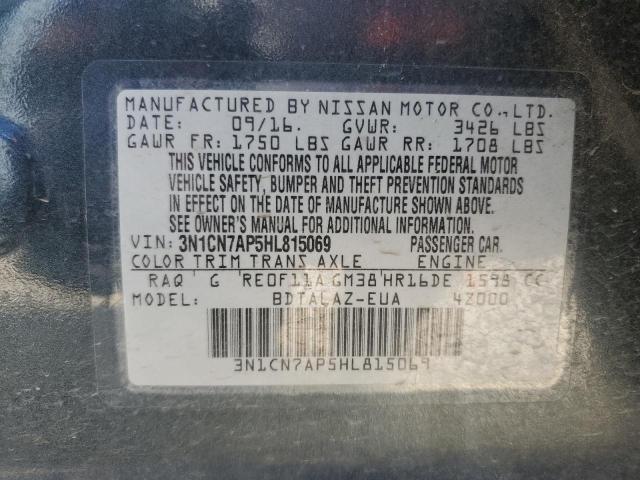 MANUFACTURED BY NISSAN MOTOR CO., LTD.
DATE: 09/16. GVWR: 3426 LBS
GAWR FR: 1750 LBS GAWR RR: 1708 LBS
THIS VEHICLE CONFORMS TO ALL APPLICABLE FEDERAL MOTOR
VEHICLE SAFETY, BUMPER AND THEFT PREVENTION STANDARDS
IN EFFECT ON THE DATE OF MANUFACTURE SHOWN ABOVE.
SEE OWNER'S MANUAL FOR ADDITIONAL INFORMATION.
VIN: 3N1CN7AP5HL815069 PASSENGER CAR.
COLOR TRIM TRANS AXLE ENGINE
RAQ G RE0F11A GM38 HR16DE 1598 CC
MODEL: BDTALAZ-EUA 4Z000
3N1CN7AP5HL815069